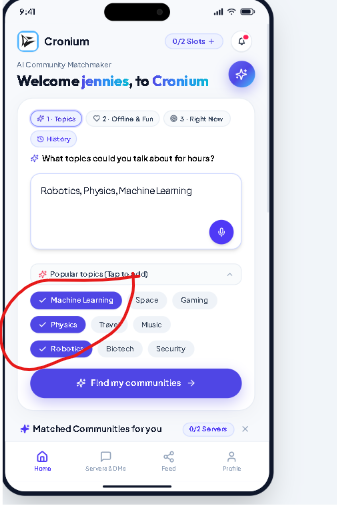 9:41
Cronium
0/2 Slots +
AI Community Matchmaker
Welcome jennies, to Cronium
1 · Topics
2 · Offline & Fun
3 · Right Now
History
What topics could you talk about for hours?
Robotics, Physics, Machine Learning
Popular topics (Tap to add)
Machine Learning
Space
Gaming
Physics
Travel
Music
Robotics
Biotech
Security
Find my communities →
Matched Communities for you
0/2 Servers
Home
Servers & DMs
Feed
Profile